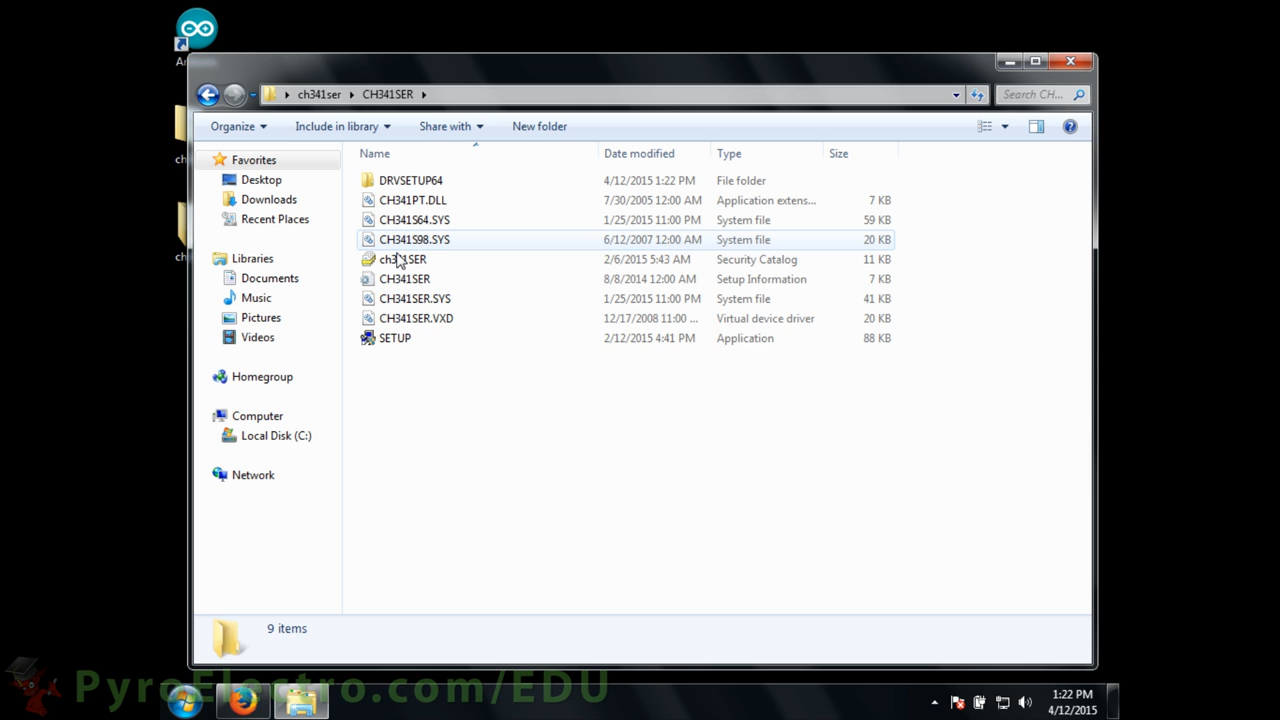 Ar
ch
ch
ch341ser CH341SER
Search CH...
Organize Include in library Share with New folder
Name Date modified Type Size
Favorites
Desktop
Downloads
Recent Places
Libraries
Documents
Music
Pictures
Videos
Homegroup
Computer
Local Disk (C:)
Network
DRVSETUP64 4/12/2015 1:22 PM File folder
CH341PT.DLL 7/30/2005 12:00 AM Application extens... 7 KB
CH341S64.SYS 1/25/2015 11:00 PM System file 59 KB
CH341S98.SYS 6/12/2007 12:00 AM System file 20 KB
ch341SER 2/6/2015 5:43 AM Security Catalog 11 KB
CH341SER 8/8/2014 12:00 AM Setup Information 7 KB
CH341SER.SYS 1/25/2015 11:00 PM System file 41 KB
CH341SER.VXD 12/17/2008 11:00 ... Virtual device driver 20 KB
SETUP 2/12/2015 4:41 PM Application 88 KB
9 items
PyroElectro.com/EDU
1:22 PM
4/12/2015